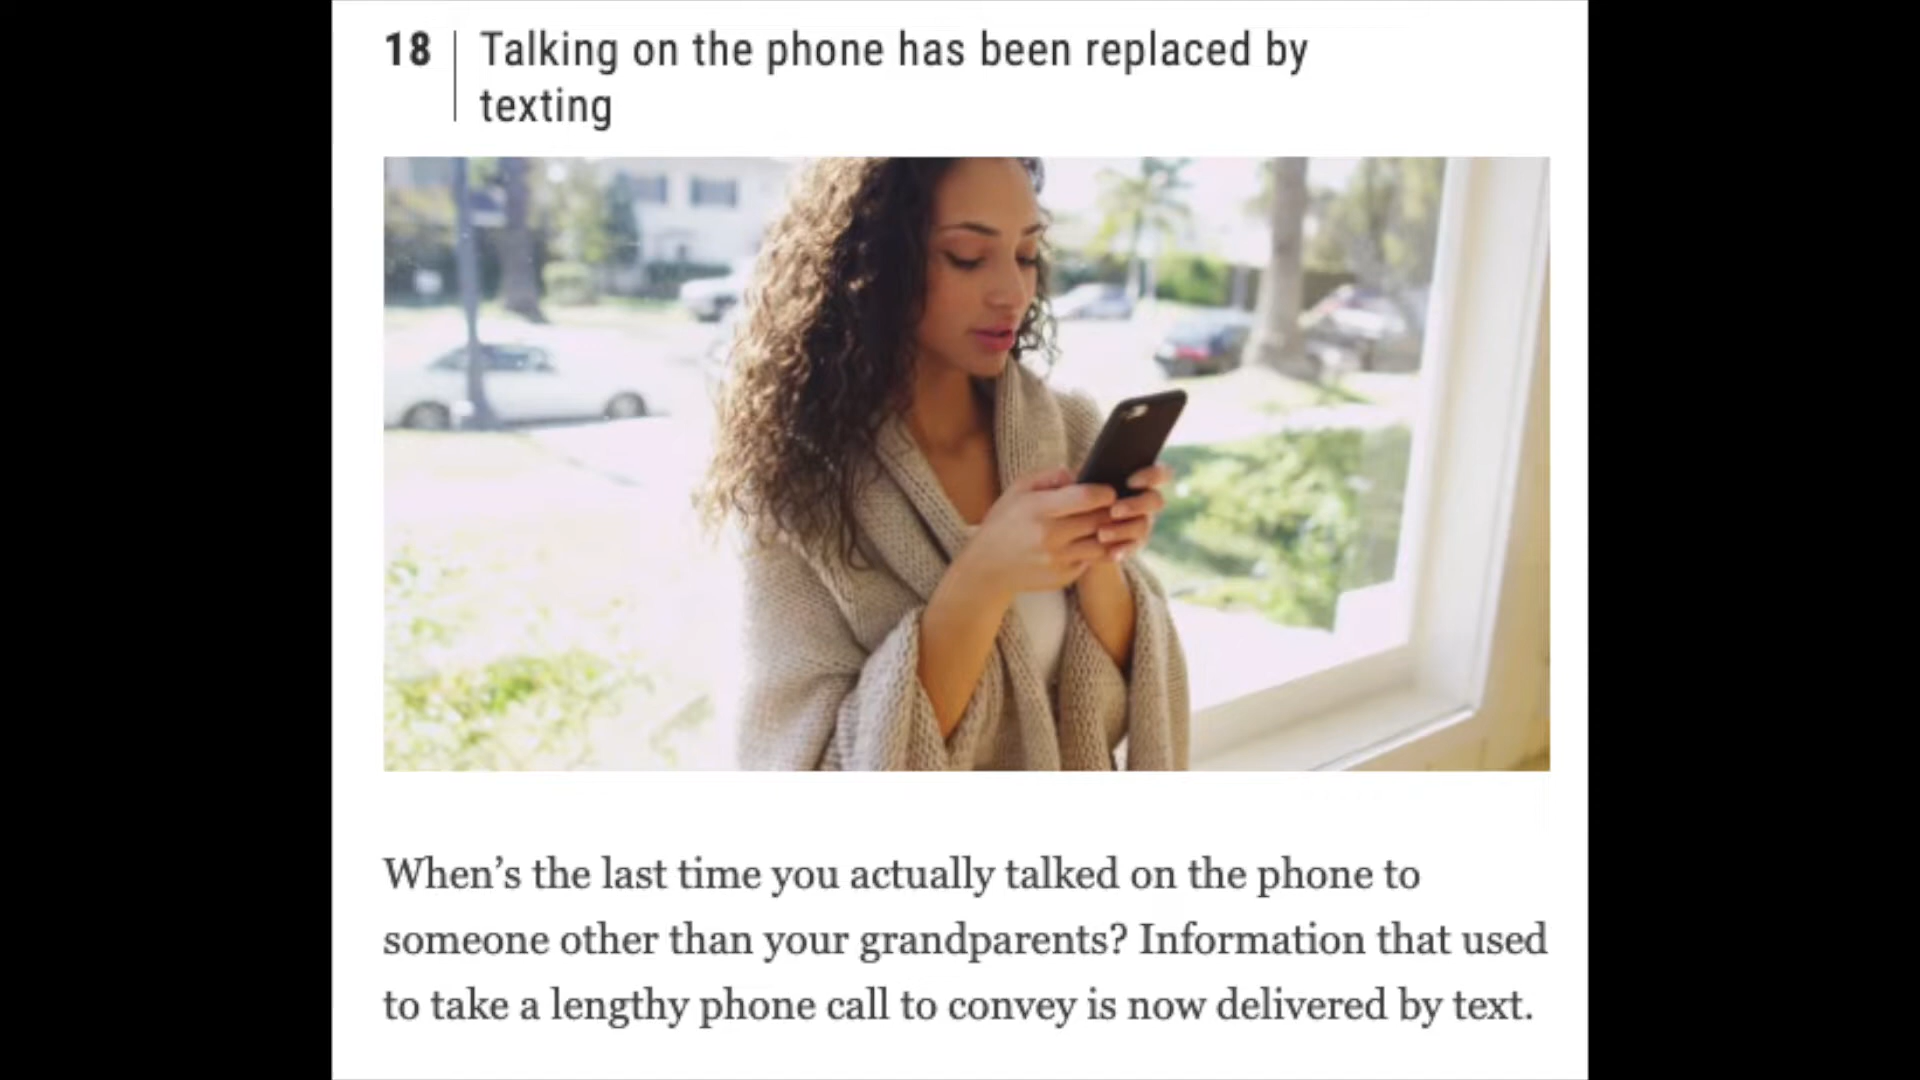 18
Talking on the phone has been replaced by
texting
When’s the last time you actually talked on the phone to
someone other than your grandparents? Information that used
to take a lengthy phone call to convey is now delivered by text.